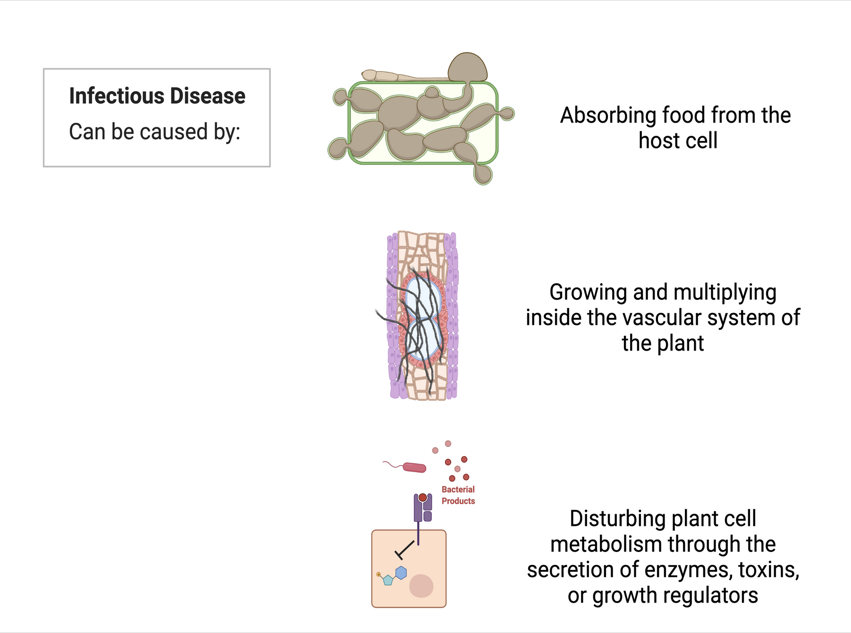 Infectious Disease
Can be caused by:
Absorbing food from the
host cell
Growing and multiplying
inside the vascular system of
the plant
Bacterial
Products
Disturbing plant cell
metabolism through the
secretion of enzymes, toxins,
or growth regulators